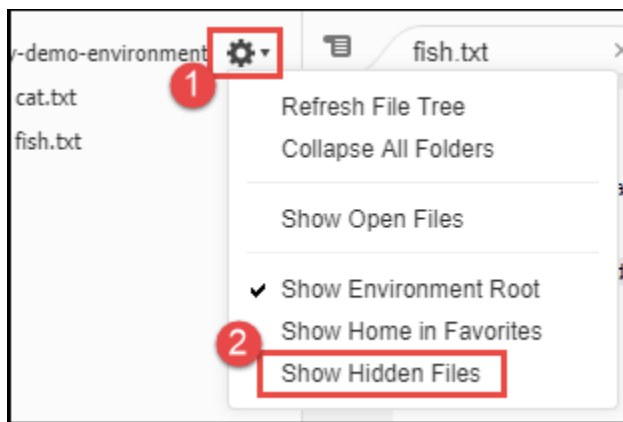 y-demo-environment
1
fish.txt
cat.txt
fish.txt
Refresh File Tree
Collapse All Folders
Show Open Files
Show Environment Root
Show Home in Favorites
2
Show Hidden Files